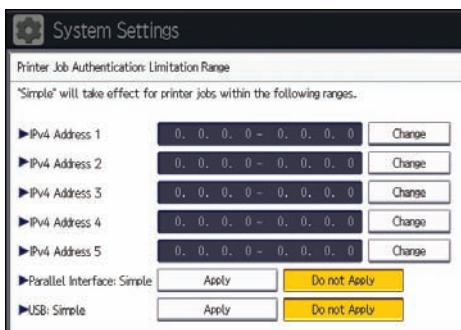 System Settings
Printer Job Authentication: Limitation Range
"Simple" will take effect for printer jobs within the following ranges.
►IPv4 Address 1 0. 0. 0. 0 - 0. 0. 0. 0 Change
►IPv4 Address 2 0. 0. 0. 0 - 0. 0. 0. 0 Change
►IPv4 Address 3 0. 0. 0. 0 - 0. 0. 0. 0 Change
►IPv4 Address 4 0. 0. 0. 0 - 0. 0. 0. 0 Change
►IPv4 Address 5 0. 0. 0. 0 - 0. 0. 0. 0 Change
►Parallel Interface: Simple Apply Do not Apply
►USB: Simple Apply Do not Apply